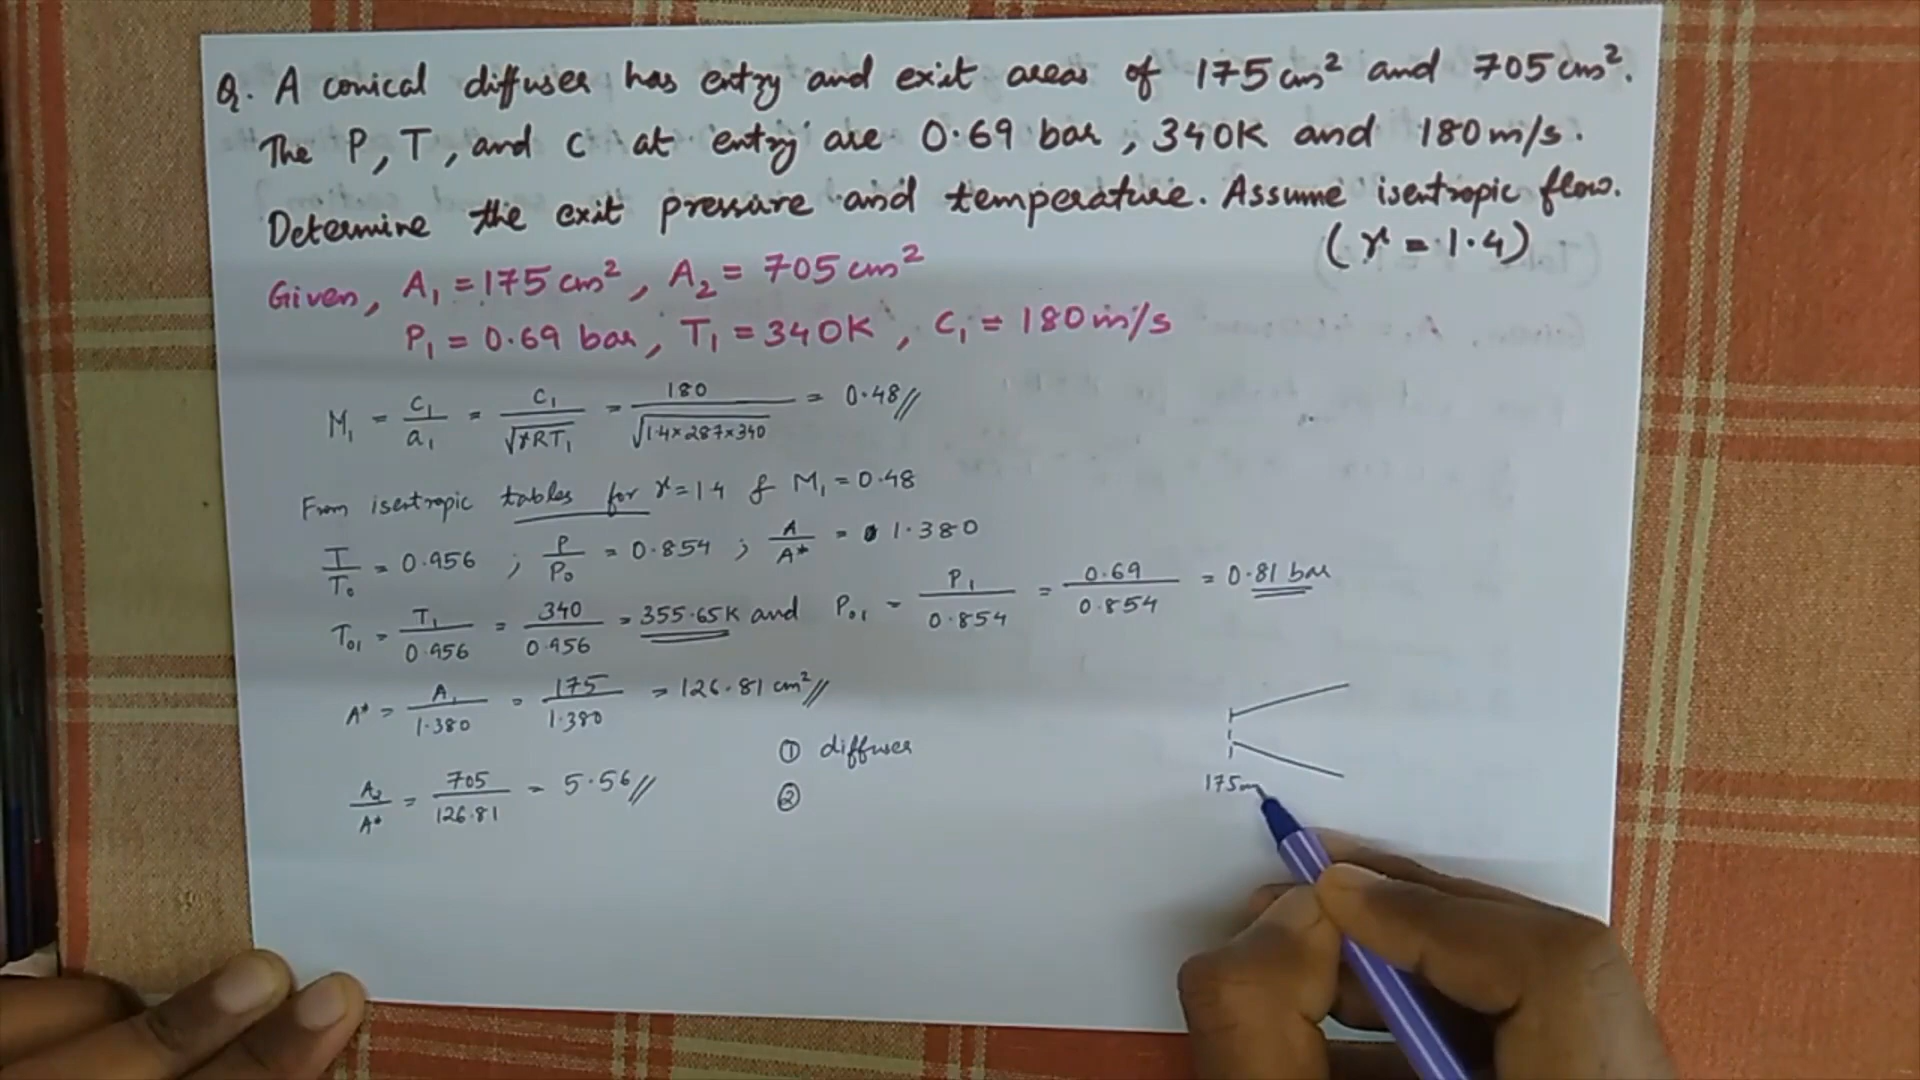 Q. A conical diffuser has entry and exit areas of 175 cm² and 705 cm².
The P, T, and C at entry are 0.69 bar, 340K and 180 m/s.
Determine the exit pressure and temperature. Assume isentropic flow.
(γ = 1.4)
Given, A₁ = 175 cm², A₂ = 705 cm²
P₁ = 0.69 bar, T₁ = 340K, C₁ = 180 m/s
M₁ = C₁/a₁ = C₁/√(γRT₁) = 180/√(1.4×287×340) = 0.48//
From isentropic tables for γ = 1.4 & M₁ = 0.48
T/T₀ = 0.956 ; P/P₀ = 0.854 ; A/A* = 1.380
T₀₁ = T₁/0.956 = 340/0.956 = 355.65K and P₀₁ = P₁/0.854 = 0.69/0.854 = 0.81 bar
A* = A₁/1.380 = 175/1.380 = 126.81 cm²//
A₂/A* = 705/126.81 = 5.56//
① diffuser
②
175cm